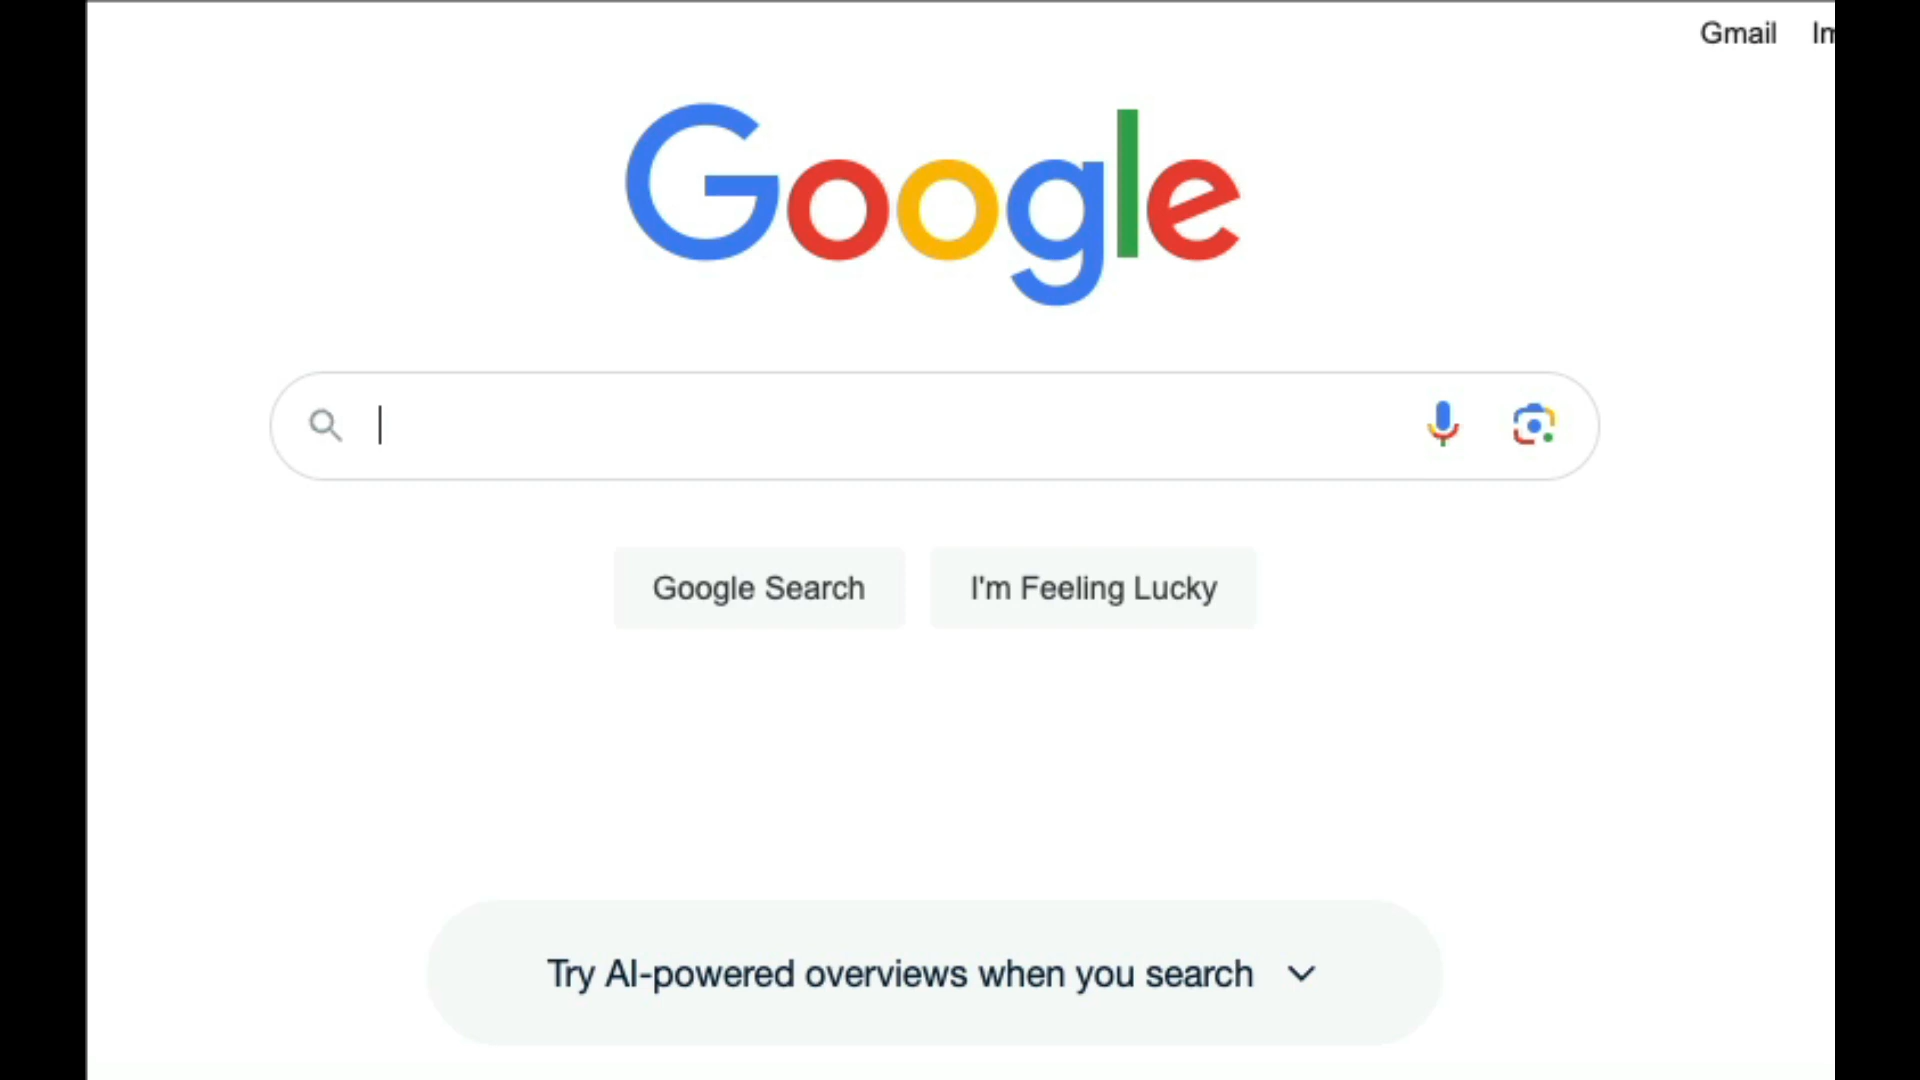 Gmail
Google
Google Search
I'm Feeling Lucky
Try AI-powered overviews when you search